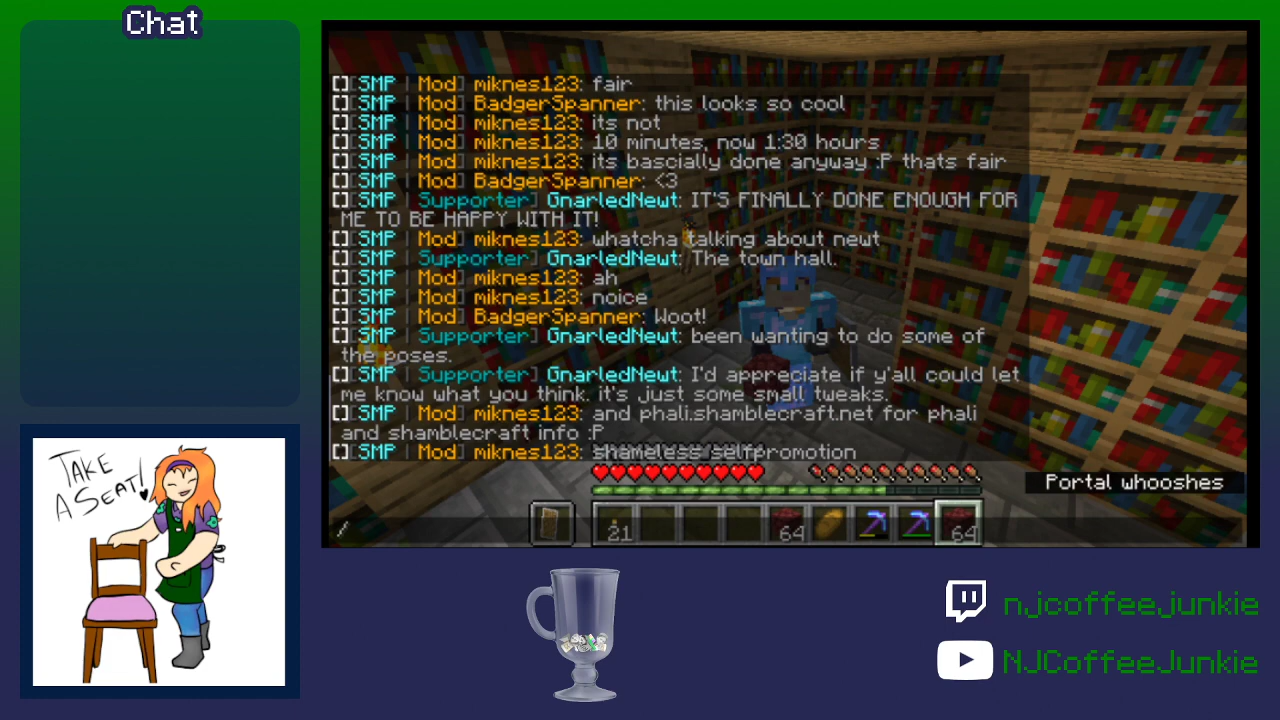 Chat
[][SMP | Mod] miknes123: fair
[][SMP | Mod] BadgerSpanner: this looks so cool
[][SMP | Mod] miknes123: its not
[][SMP | Mod] miknes123: 10 minutes, now 1:30 hours
[][SMP | Mod] miknes123: its bascially done anyway :P thats fair
[][SMP | Mod] BadgerSpanner: <3
[][SMP | Supporter] GnarledNewt: IT'S FINALLY DONE ENOUGH FOR
ME TO BE HAPPY WITH IT!
[][SMP | Mod] miknes123: whatcha talking about newt
[][SMP | Supporter] GnarledNewt: The town hall.
[][SMP | Mod] miknes123: ah
[][SMP | Mod] miknes123: noice
[][SMP | Mod] BadgerSpanner: Woot!
[][SMP | Supporter] GnarledNewt: been wanting to do some of
the poses.
[][SMP | Supporter] GnarledNewt: I'd appreciate if y'all could let
me know what you think. it's just some small tweaks.
[][SMP | Mod] miknes123: and phali.shamblecraft.net for phali
and shamblecraft info :P
[][SMP | Mod] miknes123: shameless selfpromotion
Portal whooshes
21
64
64
TAKE
A SEAT!
njcoffeejunkie
NJCoffeeJunkie